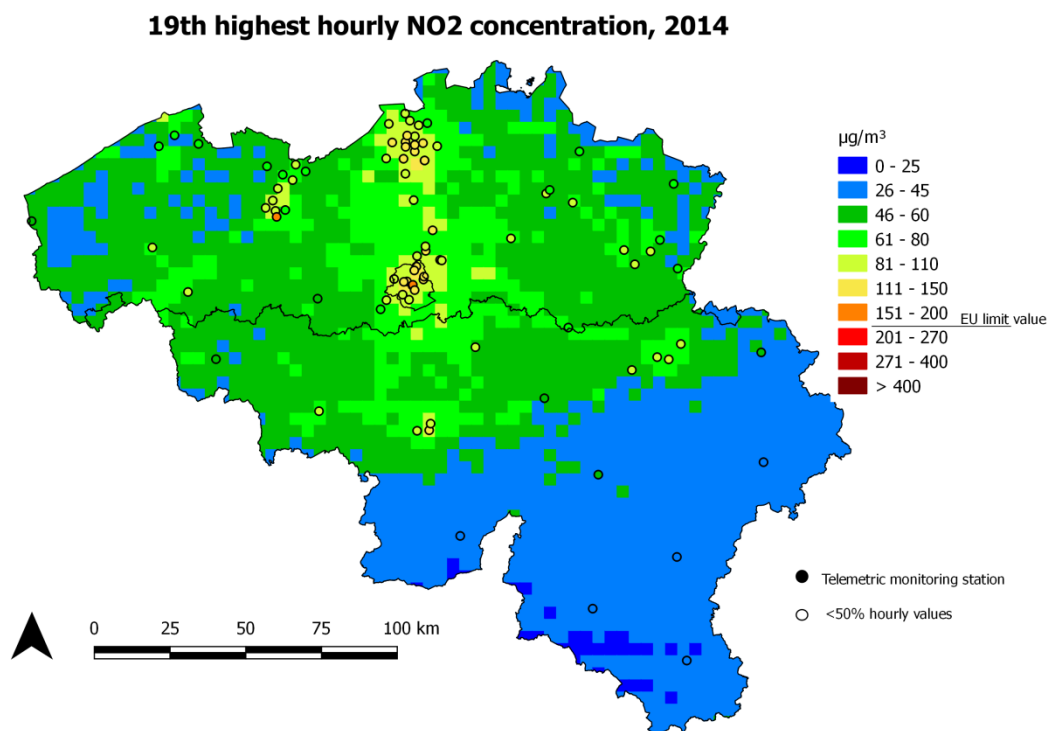 19th highest hourly NO2 concentration, 2014
µg/m³
0 - 25
26 - 45
46 - 60
61 - 80
81 - 110
111 - 150
151 - 200
EU limit value
201 - 270
271 - 400
> 400
Telemetric monitoring station
<50% hourly values
0 25 50 75 100 km